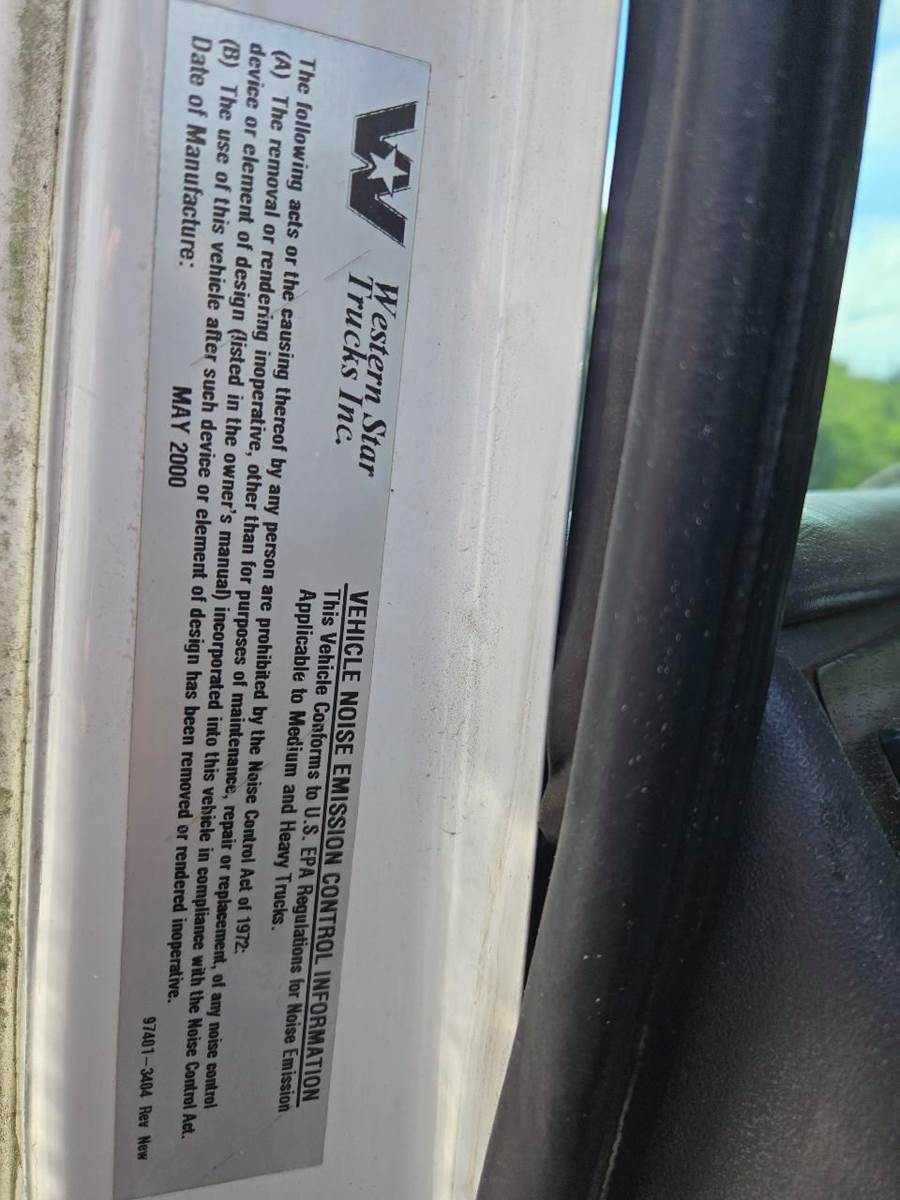 Western Star
Trucks Inc.
VEHICLE NOISE EMISSION CONTROL INFORMATION
This Vehicle Conforms to U.S. EPA Regulations for Noise Emission
Applicable to Medium and Heavy Trucks.
The following acts or the causing thereof by any person are prohibited by the Noise Control Act of 1972:
(A) The removal or rendering inoperative, other than for purposes of maintenance, repair or replacement, of any noise control
device or element of design (listed in the owner's manual) incorporated into this vehicle in compliance with the Noise Control Act.
(B) The use of this vehicle after such device or element of design has been removed or rendered inoperative.
Date of Manufacture: MAY 2000
97401-3404 Rev New